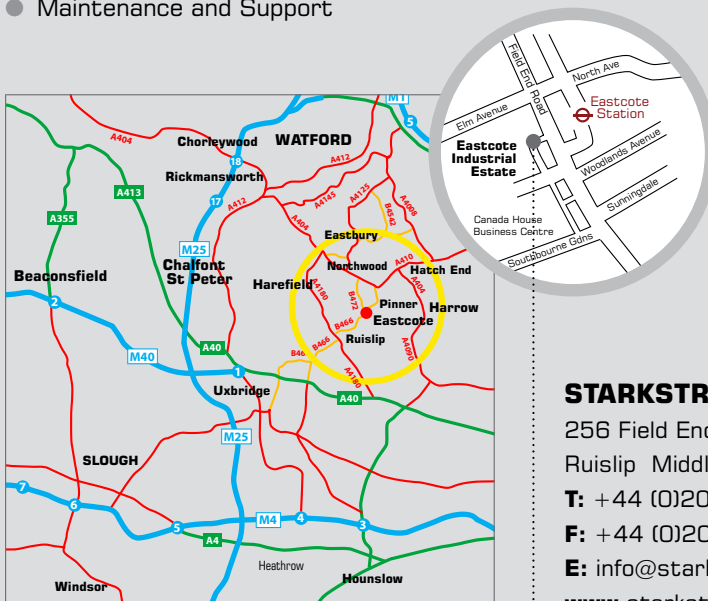 Maintenance and Support
M1
5
A404
Chorleywood
WATFORD
18
A412
Rickmansworth
A413
17
A412
A4145
A4125
B4542
A4008
A355
A404
Eastbury
M25
Chalfont
St Peter
Northwood
A410
Hatch End
Beaconsfield
Harefield
A4180
B472
A404
2
Pinner
Harrow
Eastcote
B466
Ruislip
M40
A40
B466
B46
A4090
1
A4180
Uxbridge
A40
M25
SLOUGH
7
6
5
M4
4
3
A4
Heathrow
Windsor
Hounslow
Field End Road
North Ave
Elm Avenue
Eastcote
Station
Eastcote
Industrial
Estate
Woodlands Avenue
Sunningdale
Canada House
Business Centre
Southbourne Gdns
STARKSTR
256 Field End
Ruislip Middl
T: +44 (0)20
F: +44 (0)20
E: info@starl